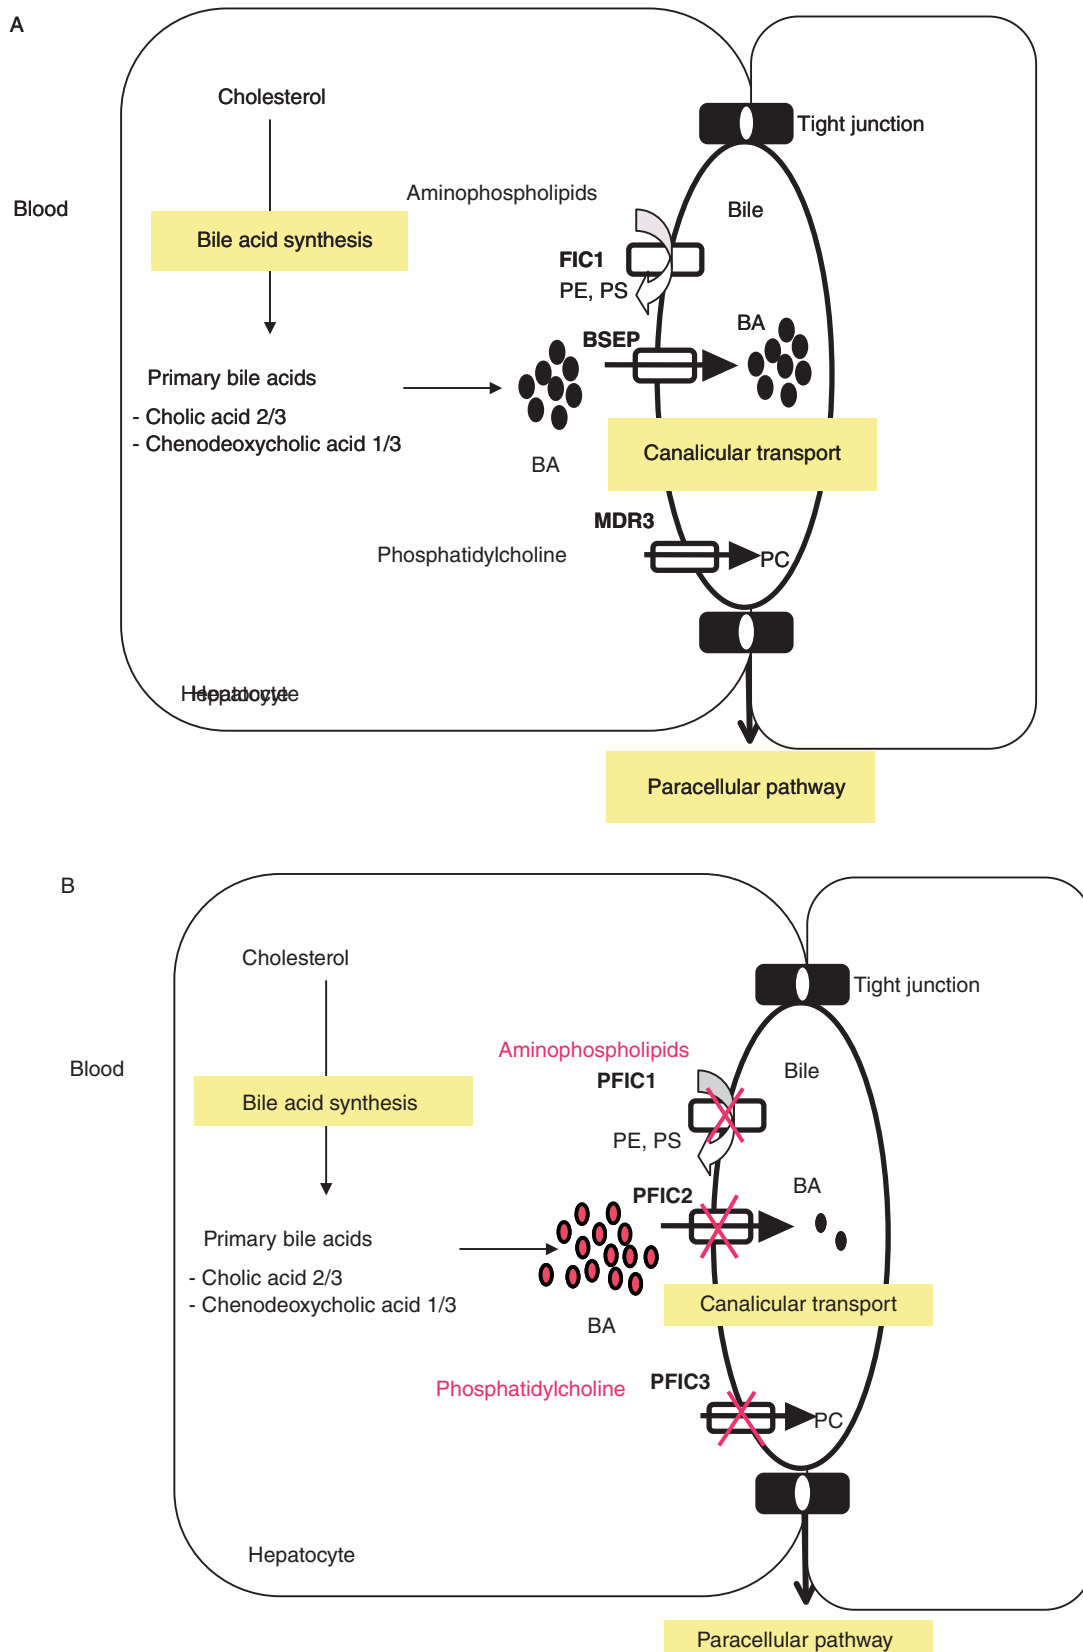 A
Cholesterol
Tight junction
Aminophospholipids
Blood
Bile
Bile acid synthesis
FIC1
PE, PS
BA
BSEP
Primary bile acids
- Cholic acid 2/3
- Chenodeoxycholic acid 1/3
BA
Canalicular transport
MDR3
Phosphatidylcholine
PC
Hepatocyte
Paracellular pathway
B
Cholesterol
Tight junction
Aminophospholipids
Blood
Bile
PFIC1
Bile acid synthesis
PE, PS
BA
PFIC2
Primary bile acids
- Cholic acid 2/3
- Chenodeoxycholic acid 1/3
BA
Canalicular transport
Phosphatidylcholine
PFIC3
PC
Hepatocyte
Paracellular pathway